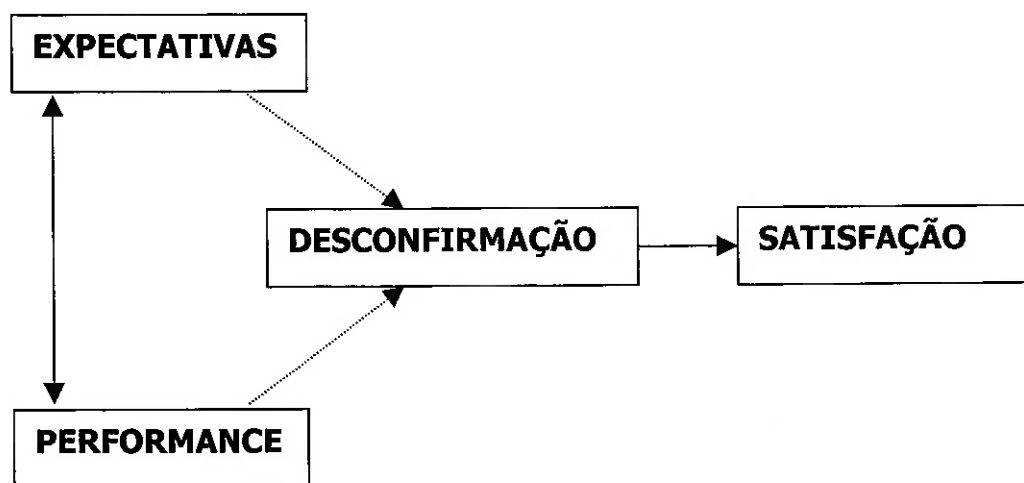 EXPECTATIVAS
DESCONFIRMAÇÃO
SATISFAÇÃO
PERFORMANCE